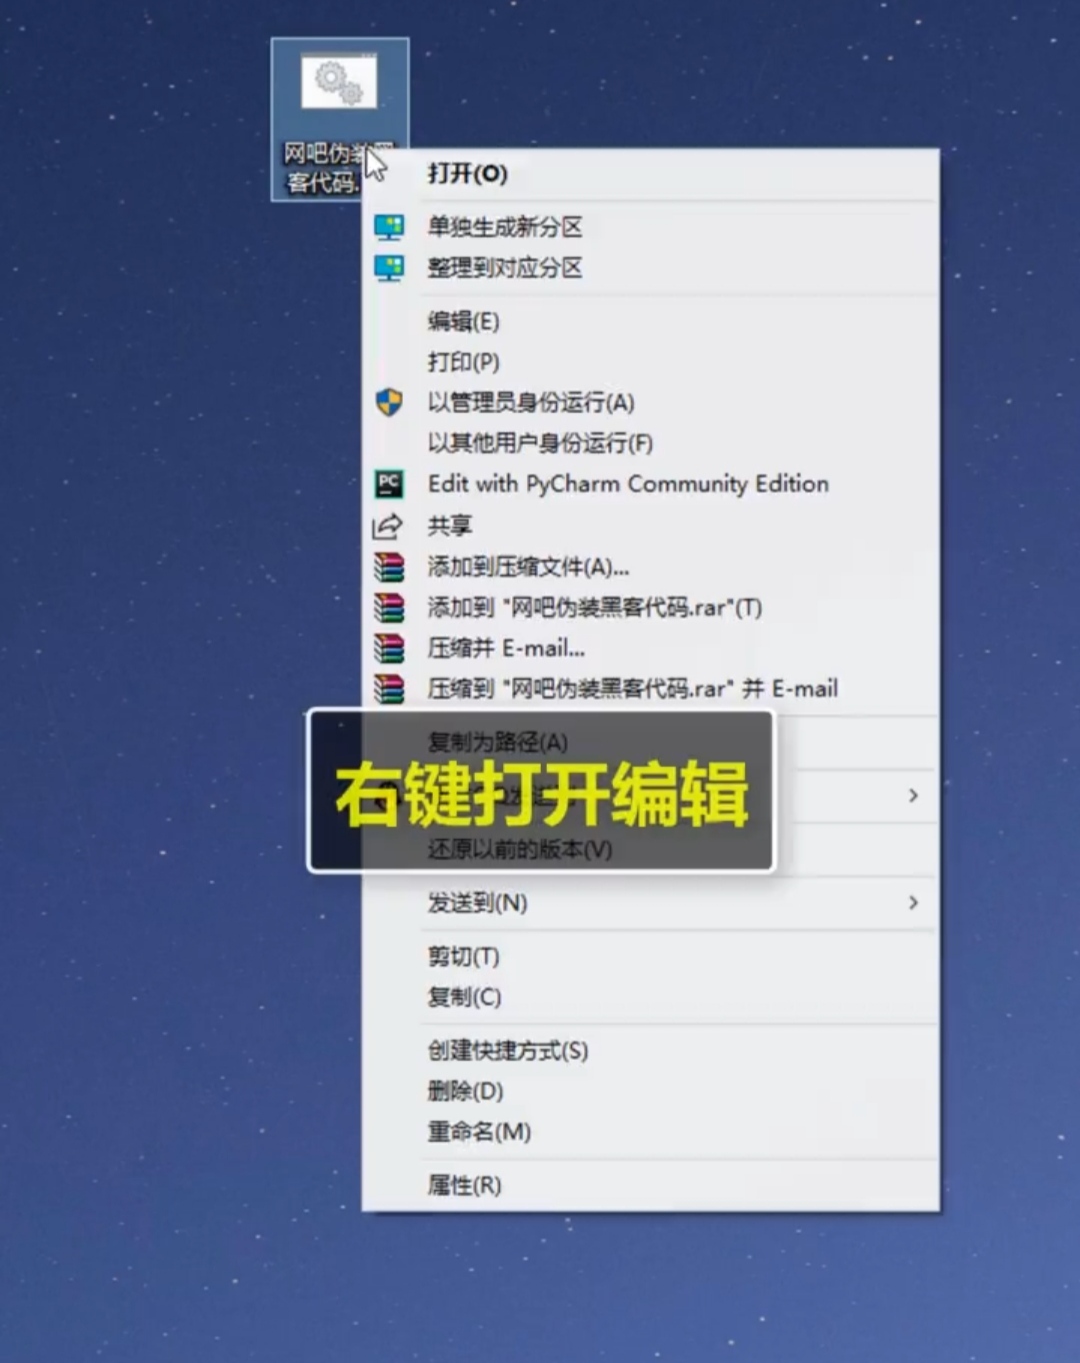 网吧伪装黑
客代码.
打开(O)
单独生成新分区
整理到对应分区
编辑(E)
打印(P)
以管理员身份运行(A)
以其他用户身份运行(F)
PC
Edit with PyCharm Community Edition
共享
添加到压缩文件(A)...
添加到 "网吧伪装黑客代码.rar"(T)
压缩并 E-mail...
压缩到 "网吧伪装黑客代码.rar" 并 E-mail
复制为路径(A)
右键打开编辑
还原以前的版本(V)
发送到(N)
剪切(T)
复制(C)
创建快捷方式(S)
删除(D)
重命名(M)
属性(R)